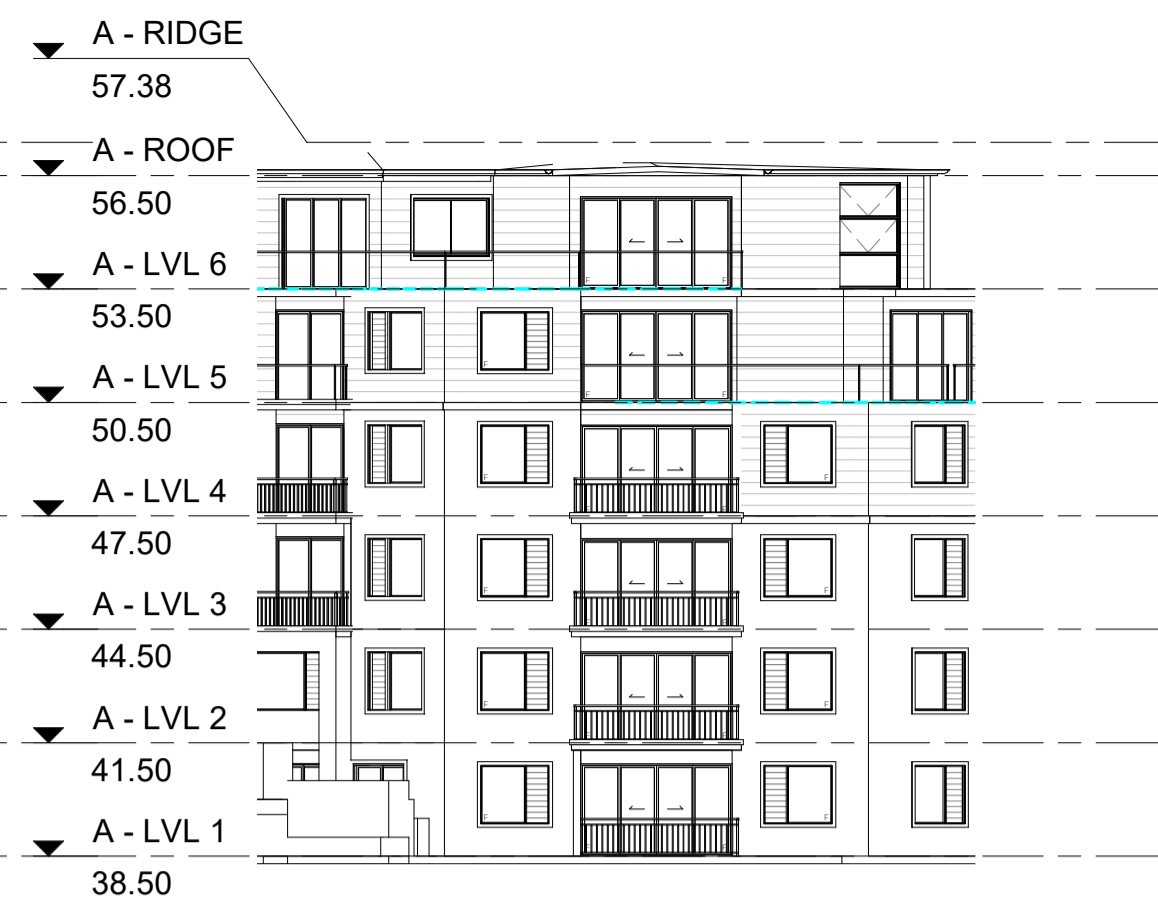 A - RIDGE
57.38
A - ROOF
56.50
A - LVL 6
53.50
A - LVL 5
50.50
A - LVL 4
47.50
A - LVL 3
44.50
A - LVL 2
41.50
A - LVL 1
38.50